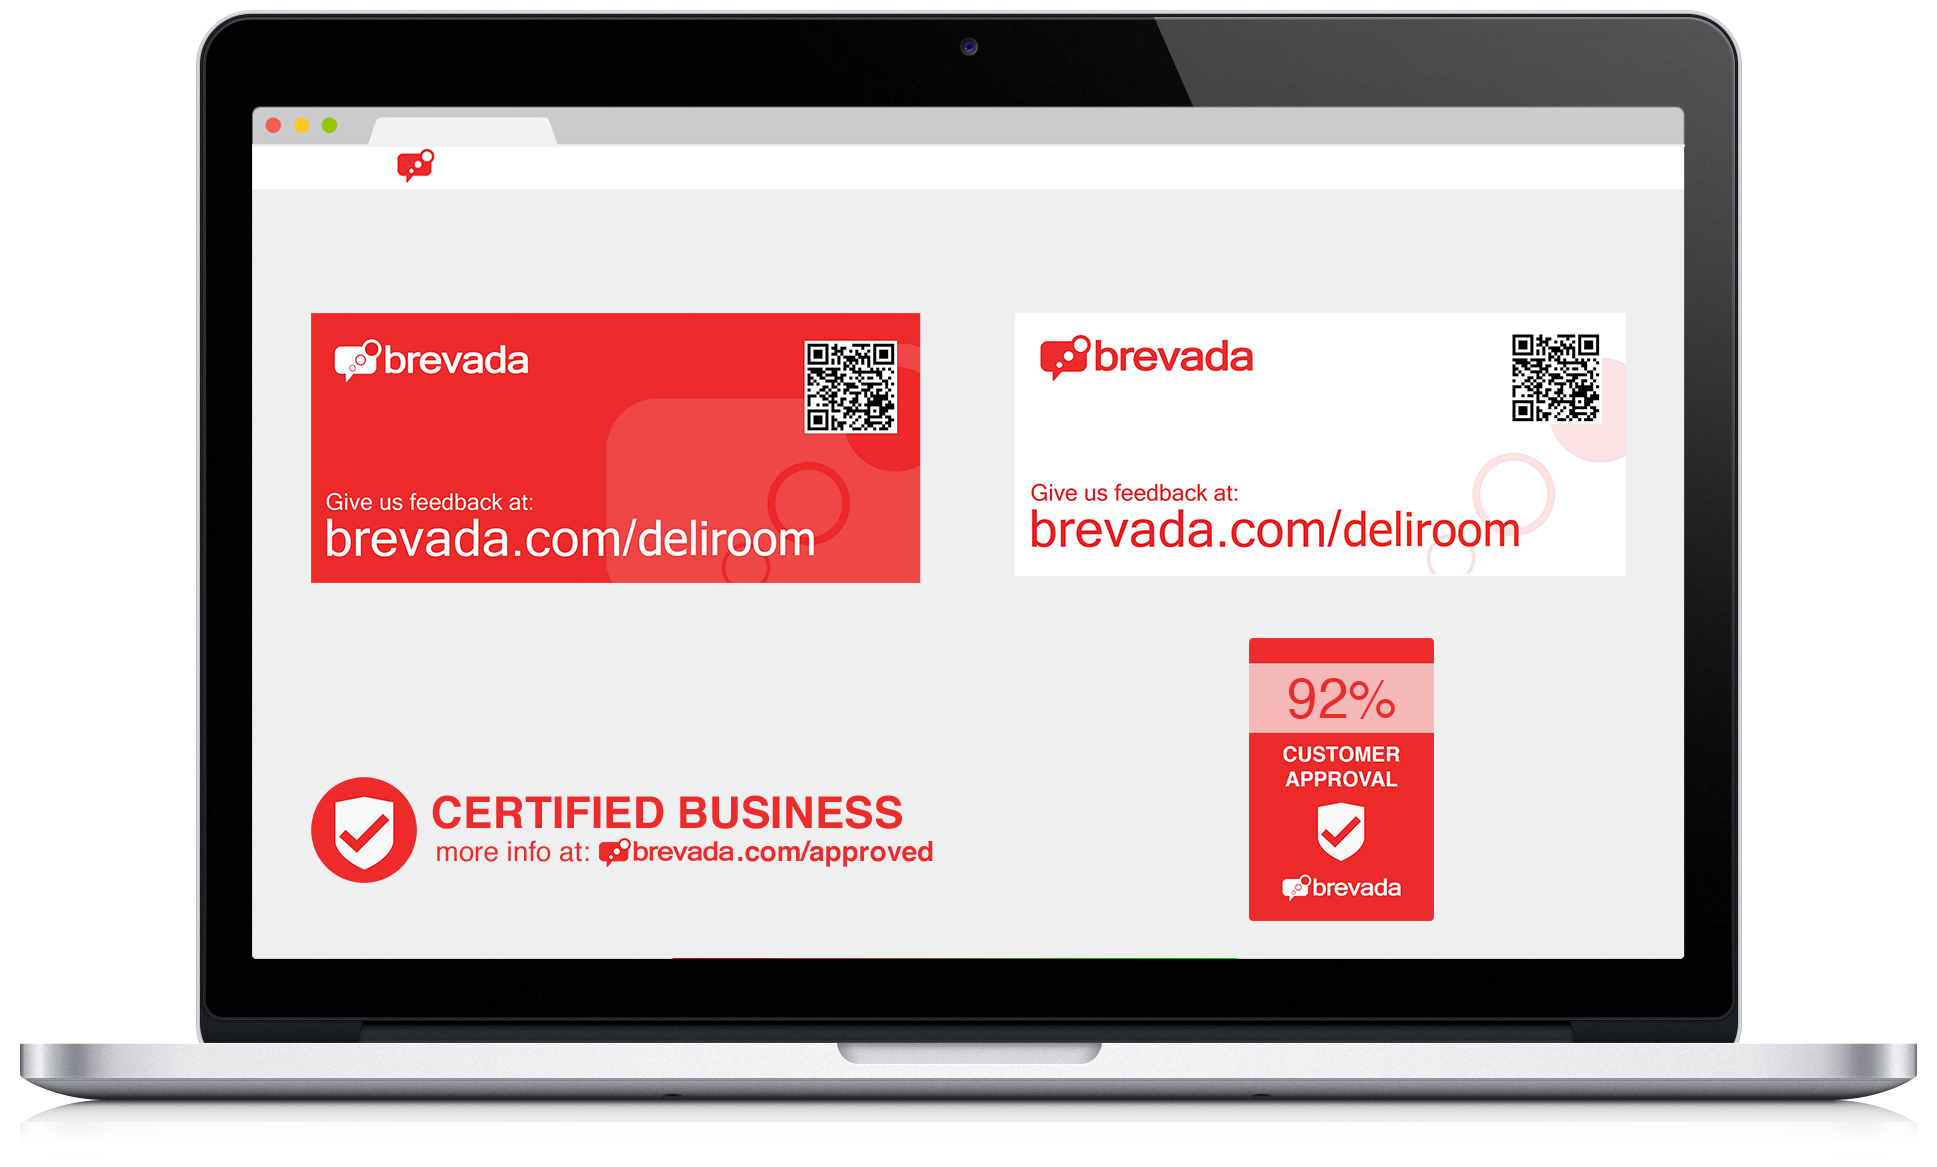 brevada
Give us feedback at:
brevada.com/deliroom
brevada
Give us feedback at:
brevada.com/deliroom
CERTIFIED BUSINESS
more info at: brevada.com/approved
92%
CUSTOMER
APPROVAL
brevada